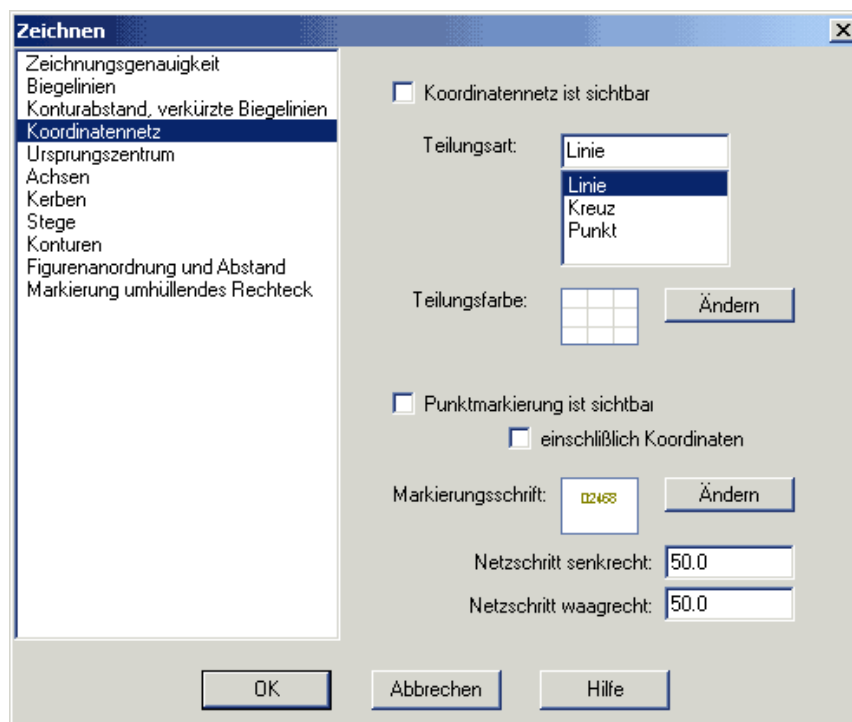 Zeichnen
Zeichnungsgenauigkeit
Biegelinien
Konturabstand, verkürzte Biegelinien
Koordinatennetz
Ursprungszentrum
Achsen
Kerben
Stege
Konturen
Figurenanordnung und Abstand
Markierung umhüllendes Rechteck
Koordinatennetz ist sichtbar
Teilungsart:
Linie
Linie
Kreuz
Punkt
Teilungsfarbe:
Ändern
Punktmarkierung ist sichtbar
einschlißlich Koordinaten
Markierungsschrift:
02468
Ändern
Netzschritt senkrecht:
50.0
Netzschritt waagrecht:
50.0
OK
Abbrechen
Hilfe